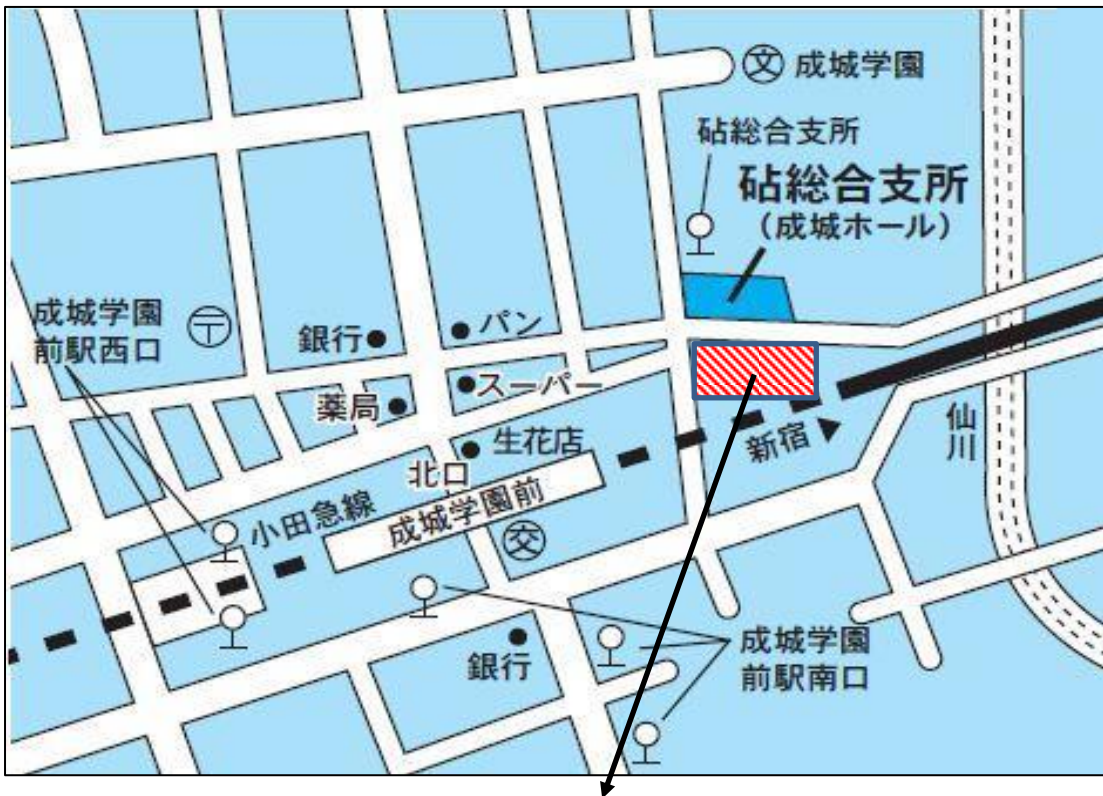 文 成城学園
砧総合支所
砧総合支所
(成城ホール)
成城学園
前駅西口
〒
銀行
パン
スーパー
薬局
生花店
北口
小田急線
成城学園前
交
新宿
仙川
銀行
成城学園
前駅南口